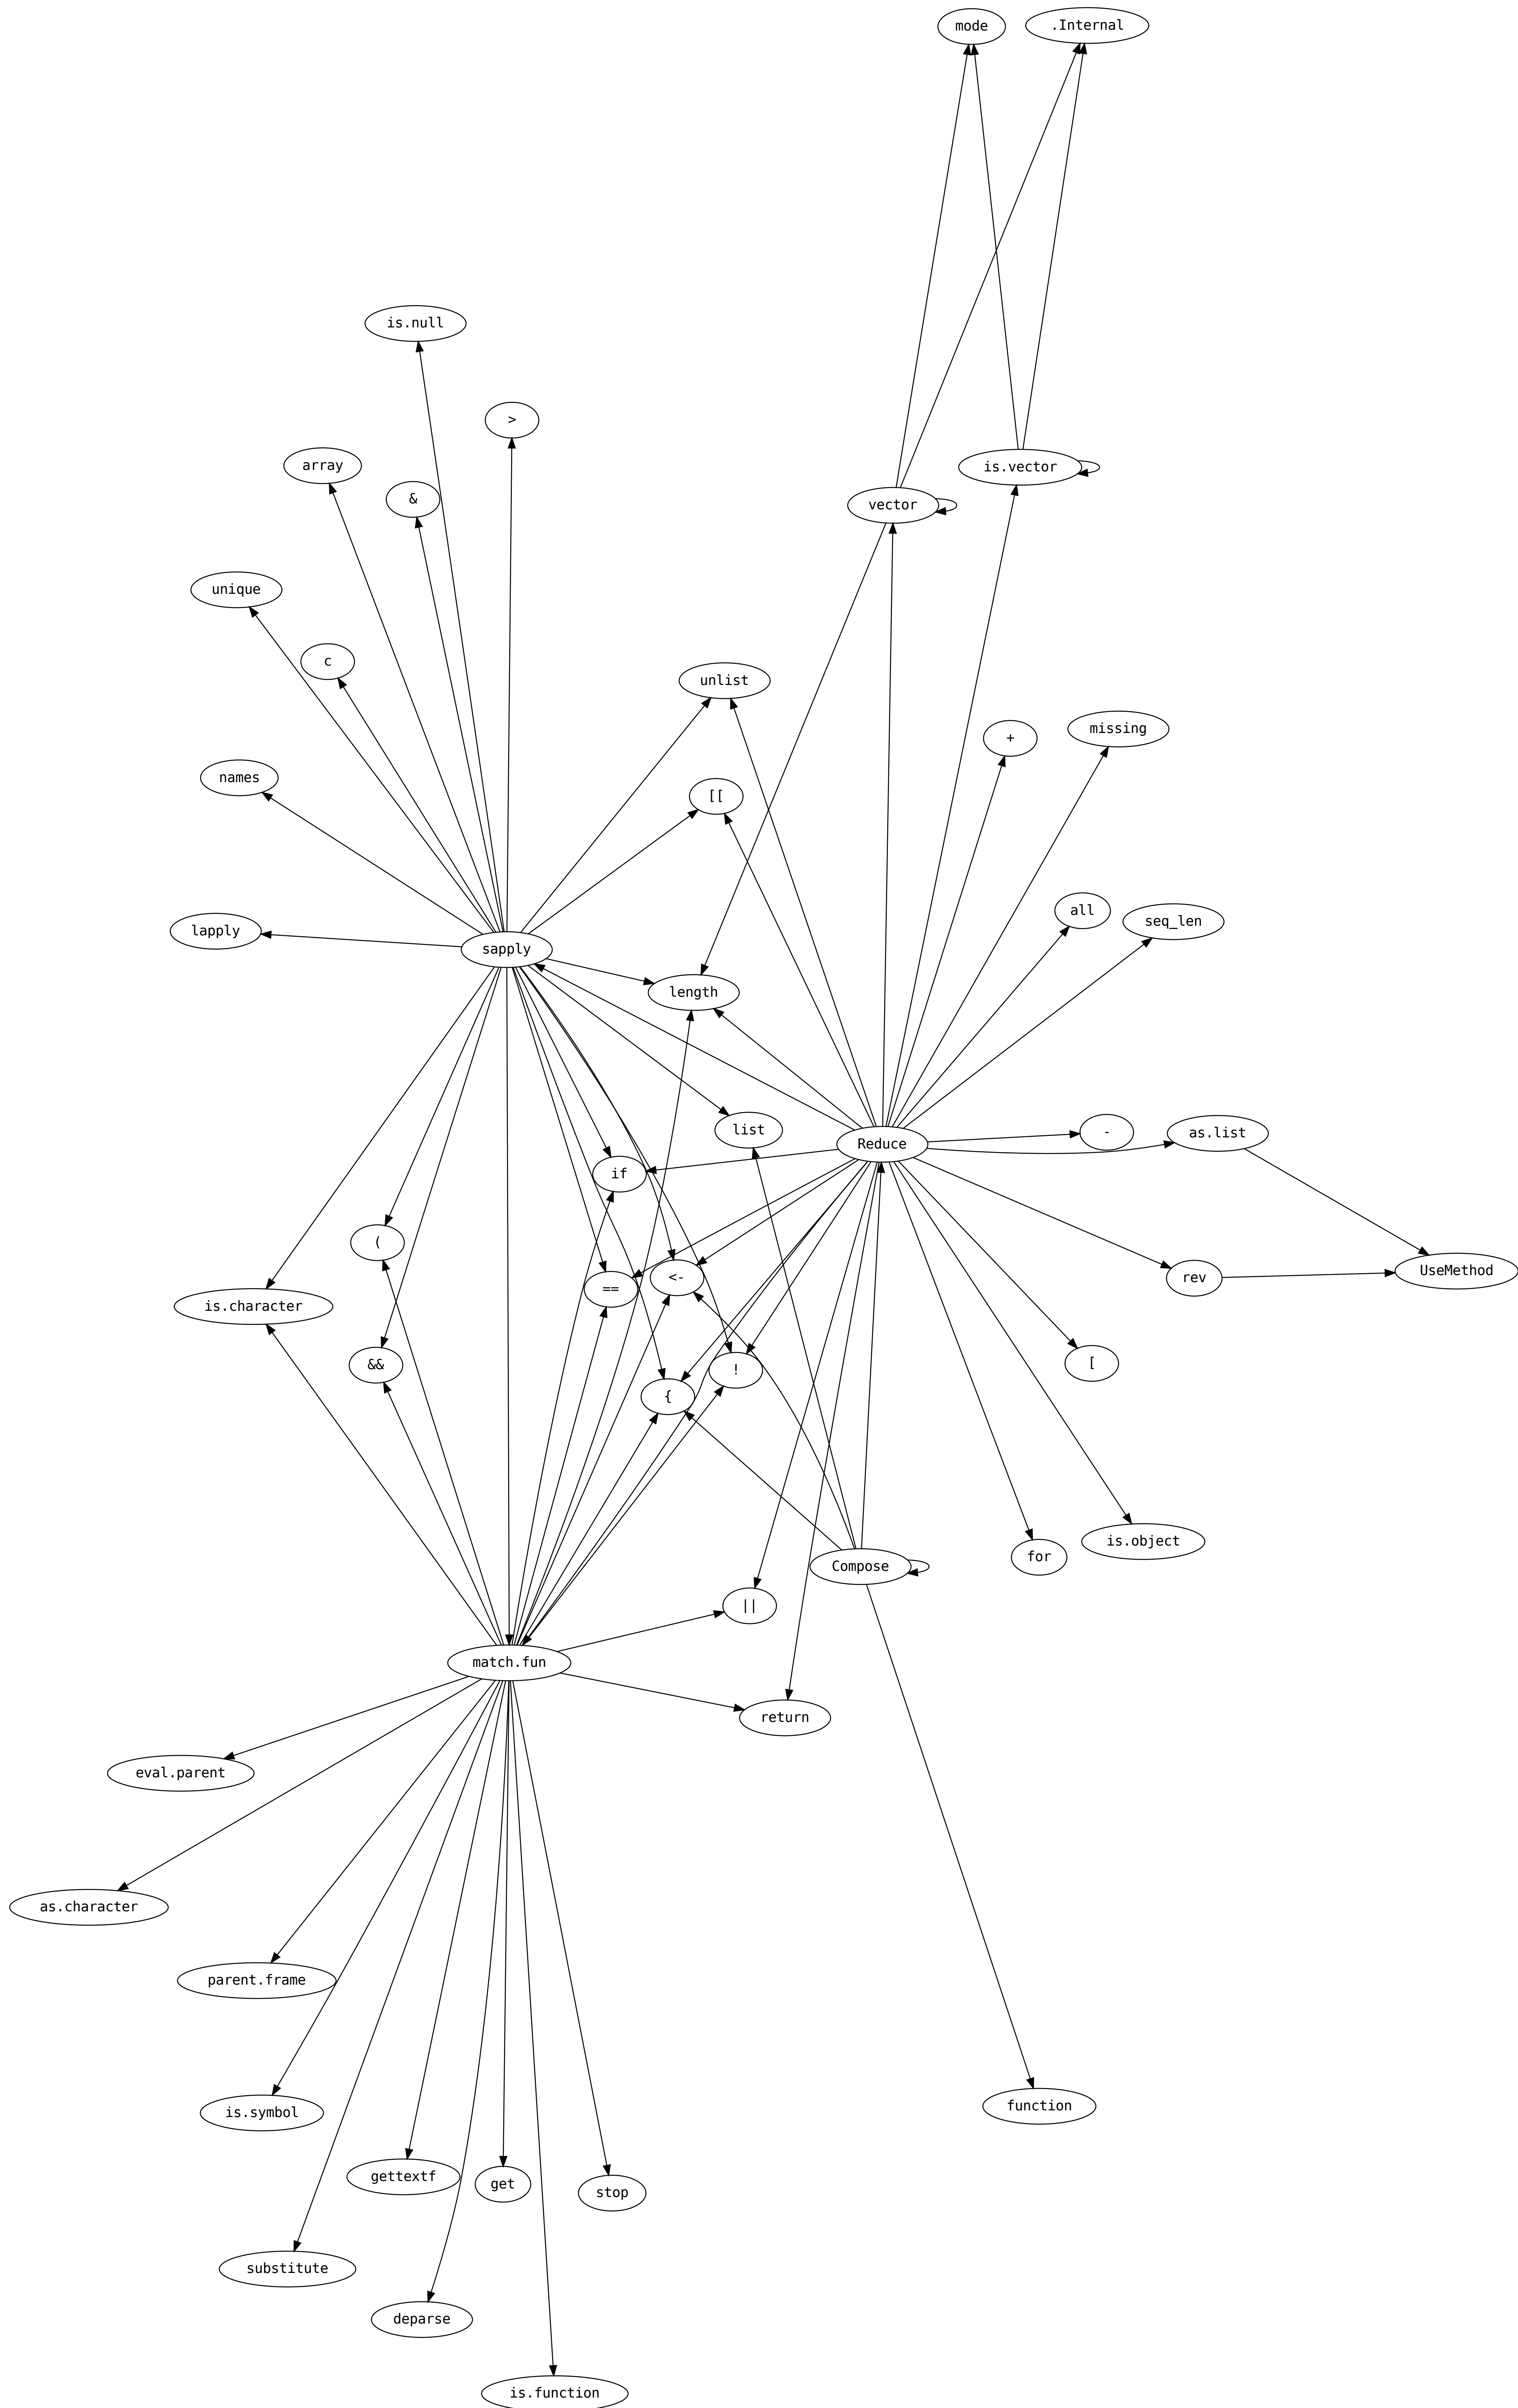 mode
.Internal
is.null
>
array
is.vector
&
vector
unique
c
unlist
missing
+
names
[[
all
seq_len
lapply
sapply
length
list
-
as.list
Reduce
if
(
UseMethod
<-
rev
==
is.character
[
&&
!
{
is.object
for
Compose
||
match.fun
return
eval.parent
as.character
parent.frame
function
is.symbol
gettextf
get
stop
substitute
deparse
is.function